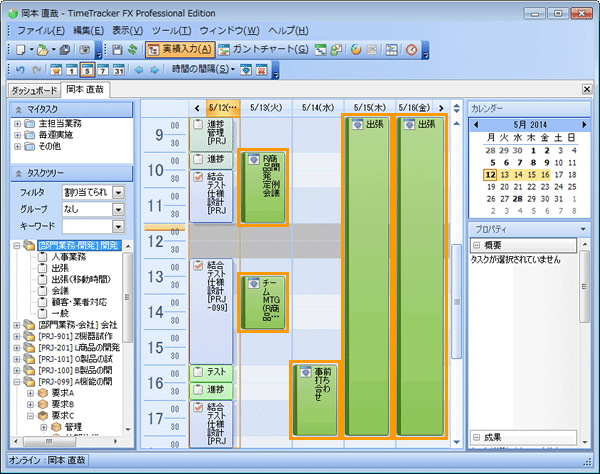 岡本 直哉 - TimeTracker FX Professional Edition
ファイル(F) 編集(E) 表示(V) ツール(T) ウィンドウ(W) ヘルプ(H)
実績入力(A) ガントチャート(G)
1 5 7 31 時間の間隔(S)
ダッシュボード 岡本 直哉
マイタスク
主担当業務
毎週実施
その他
タスクツリー
フィルタ 割り当てられ
グループ なし
キーワード
[部門業務-開発] 開発
人事業務
出張
出張(移動時間)
会議
顧客・業者対応
一般
[部門業務-会社] 会社
[PRJ-901] Z機器試作
[PRJ-201] L商品の開発
[PRJ-101] O製品の試
[PRJ-100] B製品の開
[PRJ-099] A機能の開
要求A
要求B
要求C
管理
5/12(… 5/13(火) 5/14(水) 5/15(木) 5/16(金)
9 00 30
10 00 30
11 00 30
12 00 30
13 00 30
14 00 30
15 00 30
16 00 30
17 00 30
進捗
管理
[PRJ
進捗
結合
テスト
仕様
設計
[PRJ
結合
テスト
仕様
設計
[PRJ
-099]
テスト
進捗
結合
テスト
仕様
設計
[PRJ
R商
品開
発
定例
会議
チー
ム
MTG
(R商
品…
事前
打ち
合わ
せ
出張
出張
カレンダー
5月 2014
月 火 水 木 金 土 日
28 29 30 1 2 3 4
5 6 7 8 9 10 11
12 13 14 15 16 17 18
19 20 21 22 23 24 25
26 27 28 29 30 31 1
プロパティ
概要
タスクが選択されていません
成果
オンライン : 岡本 直哉